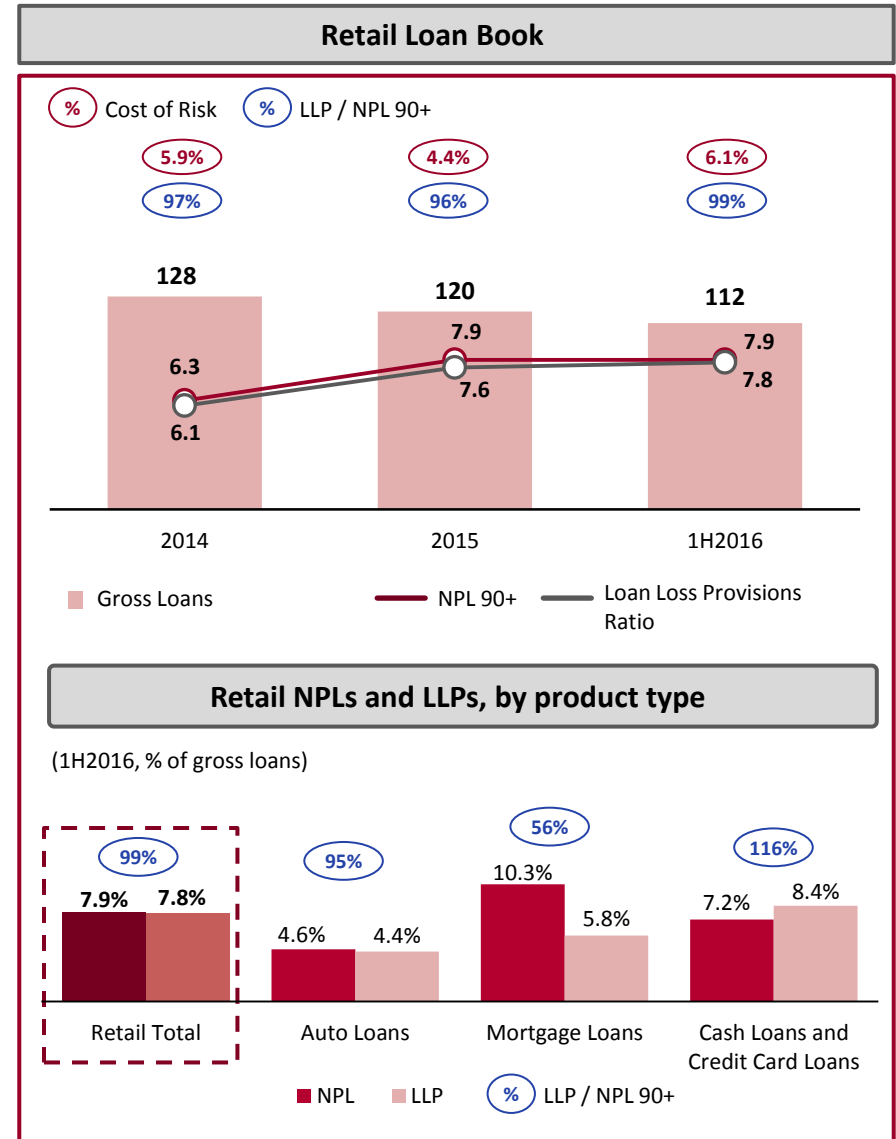 Retail Loan Book
% Cost of Risk % LLP / NPL 90+
5.9% 4.4% 6.1%
97% 96% 99%
128 120 112
6.3 7.9 7.9
6.1 7.6 7.8
2014 2015 1H2016
Gross Loans NPL 90+ Loan Loss Provisions
Ratio
Retail NPLs and LLPs, by product type
(1H2016, % of gross loans)
99% 95% 56% 116%
7.9% 7.8% 4.6% 4.4% 10.3% 5.8% 7.2% 8.4%
Retail Total Auto Loans Mortgage Loans Cash Loans and
Credit Card Loans
NPL LLP % LLP / NPL 90+